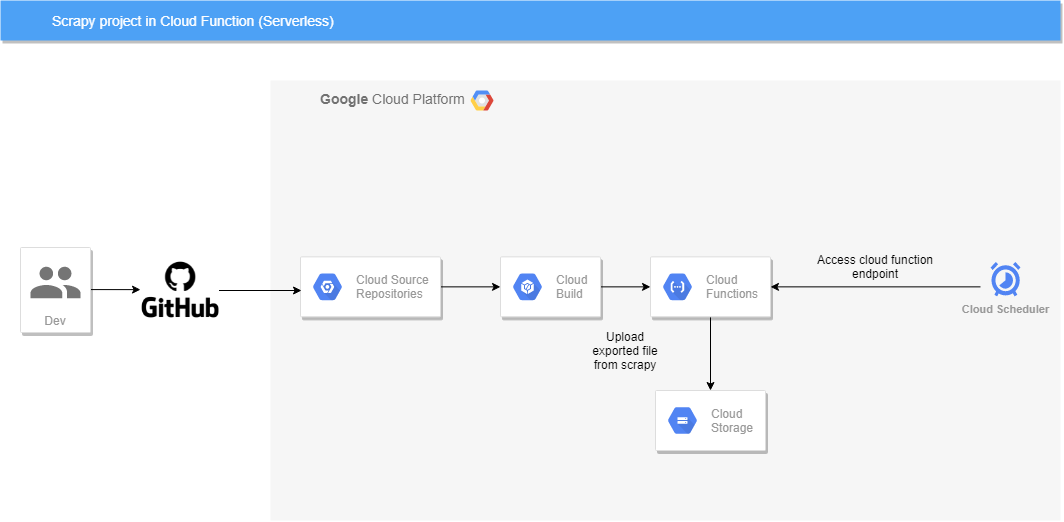 Scrapy project in Cloud Function (Serverless)
Google Cloud Platform
Dev
GitHub
Cloud Source
Repositories
Cloud
Build
Cloud
Functions
Access cloud function
endpoint
Cloud Scheduler
Upload
exported file
from scrapy
Cloud
Storage